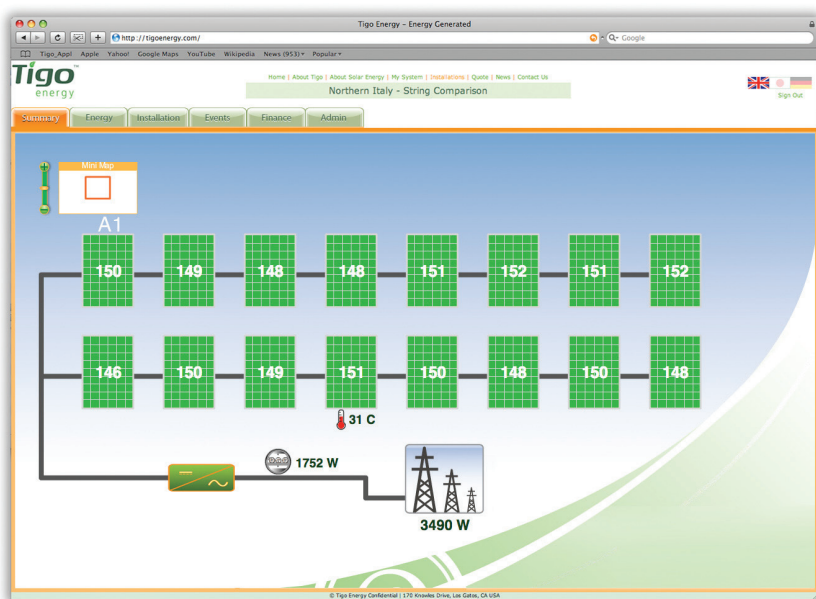 Tigo Energy – Energy Generated
http://tigoenergy.com/
Google
Tigo_Appl Apple Yahoo! Google Maps YouTube Wikipedia News (953) Popular
Tigo™
energy
Home | About Tigo | About Solar Energy | My System | Installations | Quote | News | Contact Us
Northern Italy - String Comparison
Sign Out
Summary Energy Installation Events Finance Admin
Mini Map
A1
150 149 148 148 151 152 151 152
146 150 149 151 150 148 150 148
31 C
1752 W
3490 W
© Tigo Energy Confidential | 170 Knowles Drive, Los Gatos, CA USA